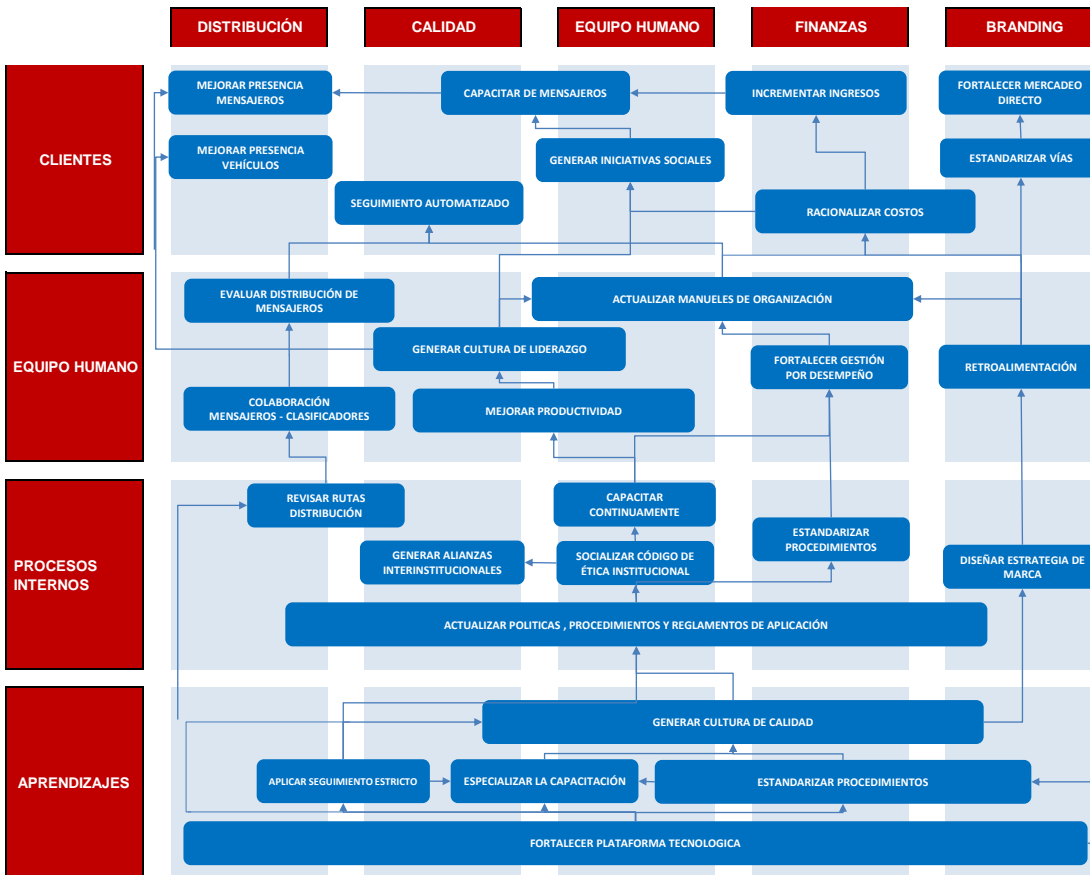 DISTRIBUCIÓN
CALIDAD
EQUIPO HUMANO
FINANZAS
BRANDING
CLIENTES
MEJORAR PRESENCIA
MENSAJEROS
CAPACITAR DE MENSAJEROS
INCREMENTAR INGRESOS
FORTALECER MERCADEO
DIRECTO
MEJORAR PRESENCIA
VEHÍCULOS
GENERAR INICIATIVAS SOCIALES
ESTANDARIZAR VÍAS
SEGUIMIENTO AUTOMATIZADO
RACIONALIZAR COSTOS
EQUIPO HUMANO
EVALUAR DISTRIBUCIÓN DE
MENSAJEROS
ACTUALIZAR MANUELES DE ORGANIZACIÓN
GENERAR CULTURA DE LIDERAZGO
FORTALECER GESTIÓN
POR DESEMPEÑO
RETROALIMENTACIÓN
COLABORACIÓN
MENSAJEROS - CLASIFICADORES
MEJORAR PRODUCTIVIDAD
PROCESOS
INTERNOS
REVISAR RUTAS
DISTRIBUCIÓN
CAPACITAR
CONTINUAMENTE
ESTANDARIZAR
PROCEDIMIENTOS
GENERAR ALIANZAS
INTERINSTITUCIONALES
SOCIALIZAR CÓDIGO DE
ÉTICA INSTITUCIONAL
DISEÑAR ESTRATEGIA DE
MARCA
ACTUALIZAR POLITICAS , PROCEDIMIENTOS Y REGLAMENTOS DE APLICACIÓN
APRENDIZAJES
GENERAR CULTURA DE CALIDAD
APLICAR SEGUIMIENTO ESTRICTO
ESPECIALIZAR LA CAPACITACIÓN
ESTANDARIZAR PROCEDIMIENTOS
FORTALECER PLATAFORMA TECNOLOGICA